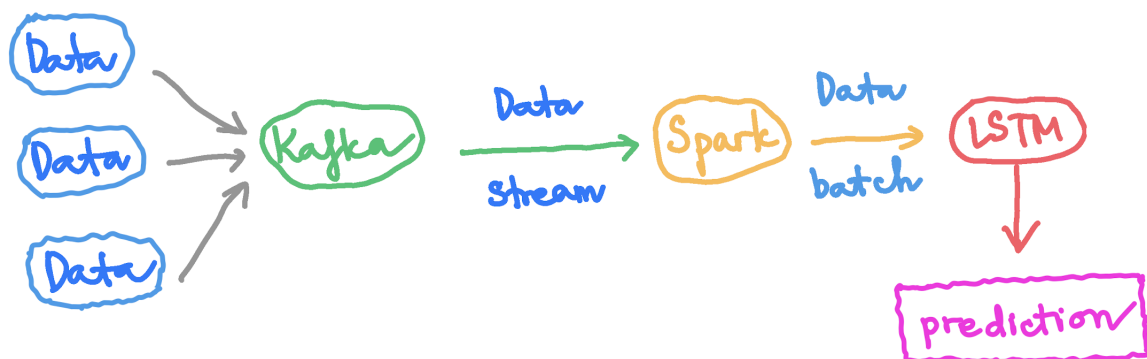 Data
Data
Data
Kafka
Data
stream
Spark
Data
batch
LSTM
prediction